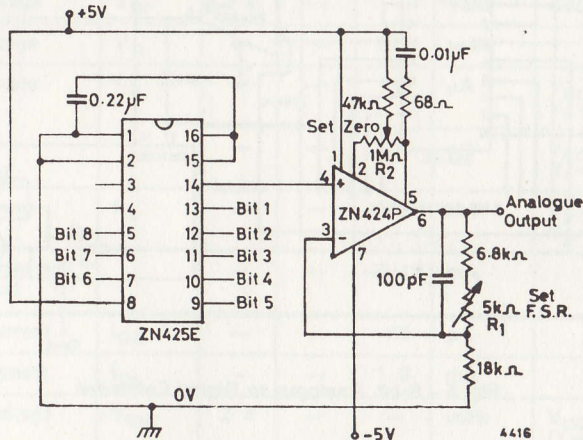 +5V
0.01µF
0.22µF
47kΩ
68Ω
Set Zero
1 16
2 15
3 14
4 13 Bit 1
Bit 8 5 12 Bit 2
Bit 7 6 11 Bit 3
Bit 6 7 10 Bit 4
8 9 Bit 5
ZN425E
1MΩ
R2
1 2
4 +
ZN424P
5
6
3 −
7
Analogue
Output
6.8kΩ
100pF
5kΩ
R1
Set
F.S.R.
18kΩ
0V
-5V
4416